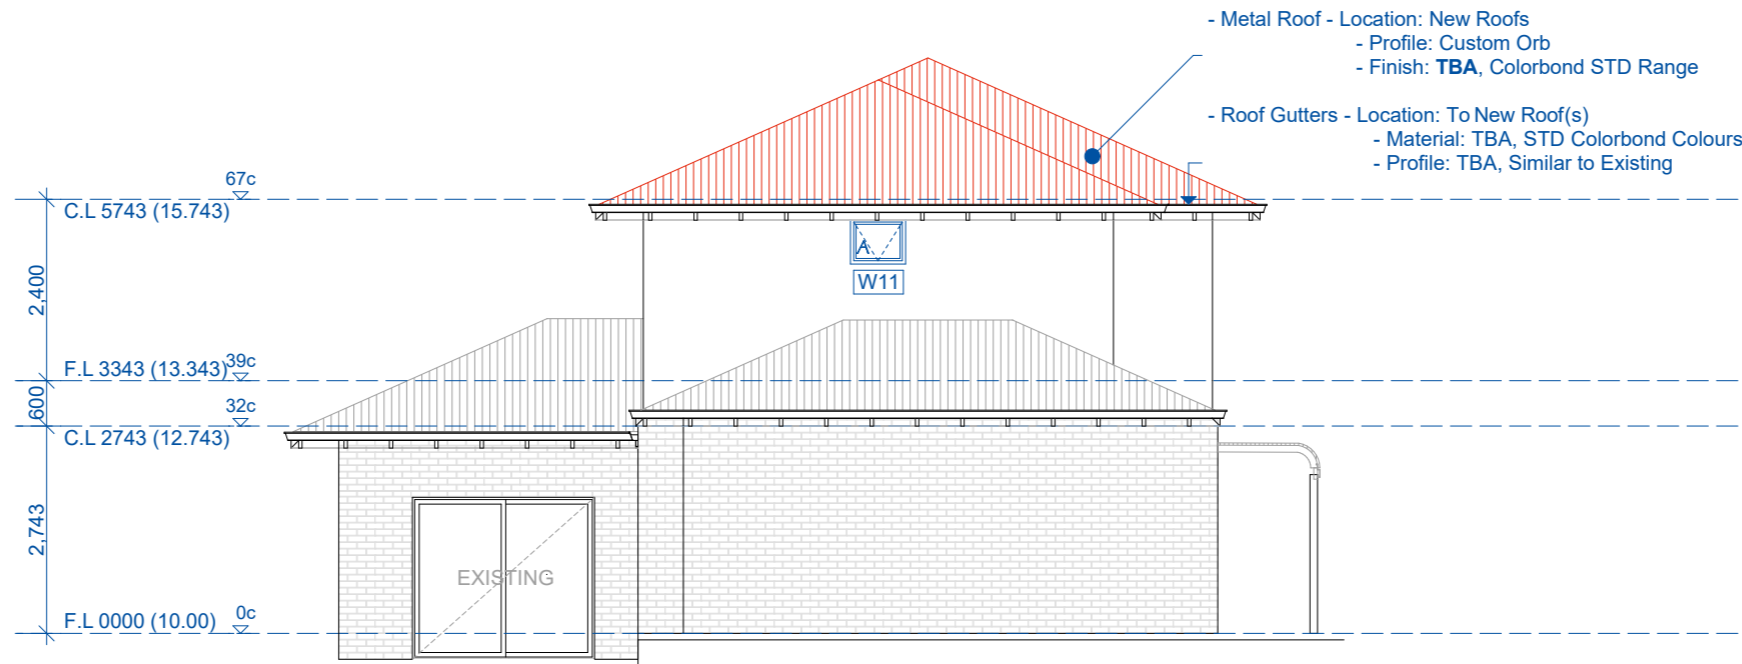 - Metal Roof - Location: New Roofs
- Profile: Custom Orb
- Finish: TBA, Colorbond STD Range
- Roof Gutters - Location: To New Roof(s)
- Material: TBA, STD Colorbond Colours
- Profile: TBA, Similar to Existing
67c
C.L 5743 (15.743)
2,400
A
W11
F.L 3343 (13.343)
39c
600
32c
C.L 2743 (12.743)
2,743
EXISTING
F.L 0000 (10.00)
0c